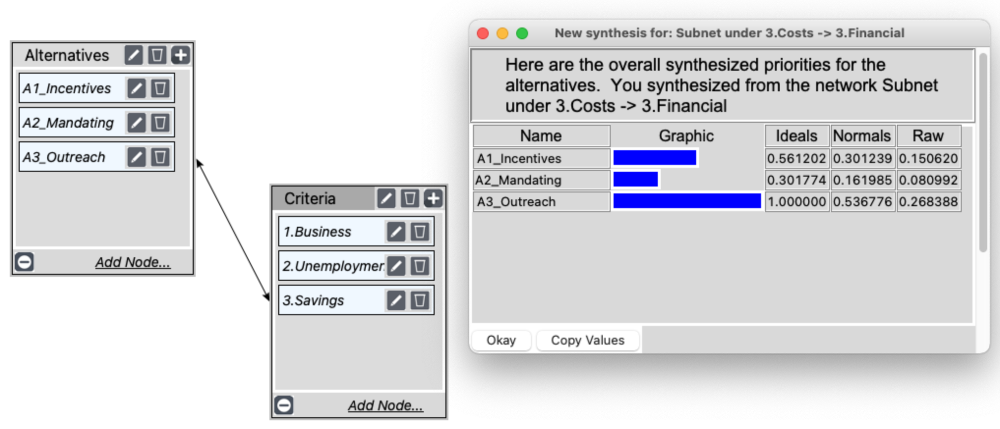 Alternatives
A1_Incentives
A2_Mandating
A3_Outreach
Add Node...
Criteria
1.Business
2.Unemploymen
3.Savings
Add Node...
New synthesis for: Subnet under 3.Costs -> 3.Financial
Here are the overall synthesized priorities for the
alternatives. You synthesized from the network Subnet
under 3.Costs -> 3.Financial
Name Graphic Ideals Normals Raw
A1_Incentives 0.561202 0.301239 0.150620
A2_Mandating 0.301774 0.161985 0.080992
A3_Outreach 1.000000 0.536776 0.268388
Okay Copy Values